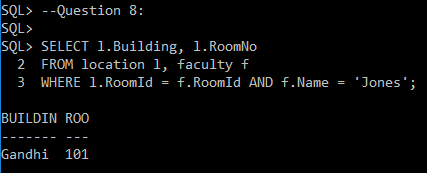 SQL> --Question 8:
SQL>
SQL> SELECT l.Building, l.RoomNo
  2  FROM location l, faculty f
  3  WHERE l.RoomId = f.RoomId AND f.Name = 'Jones';
BUILDIN ROO
------- ---
Gandhi  101